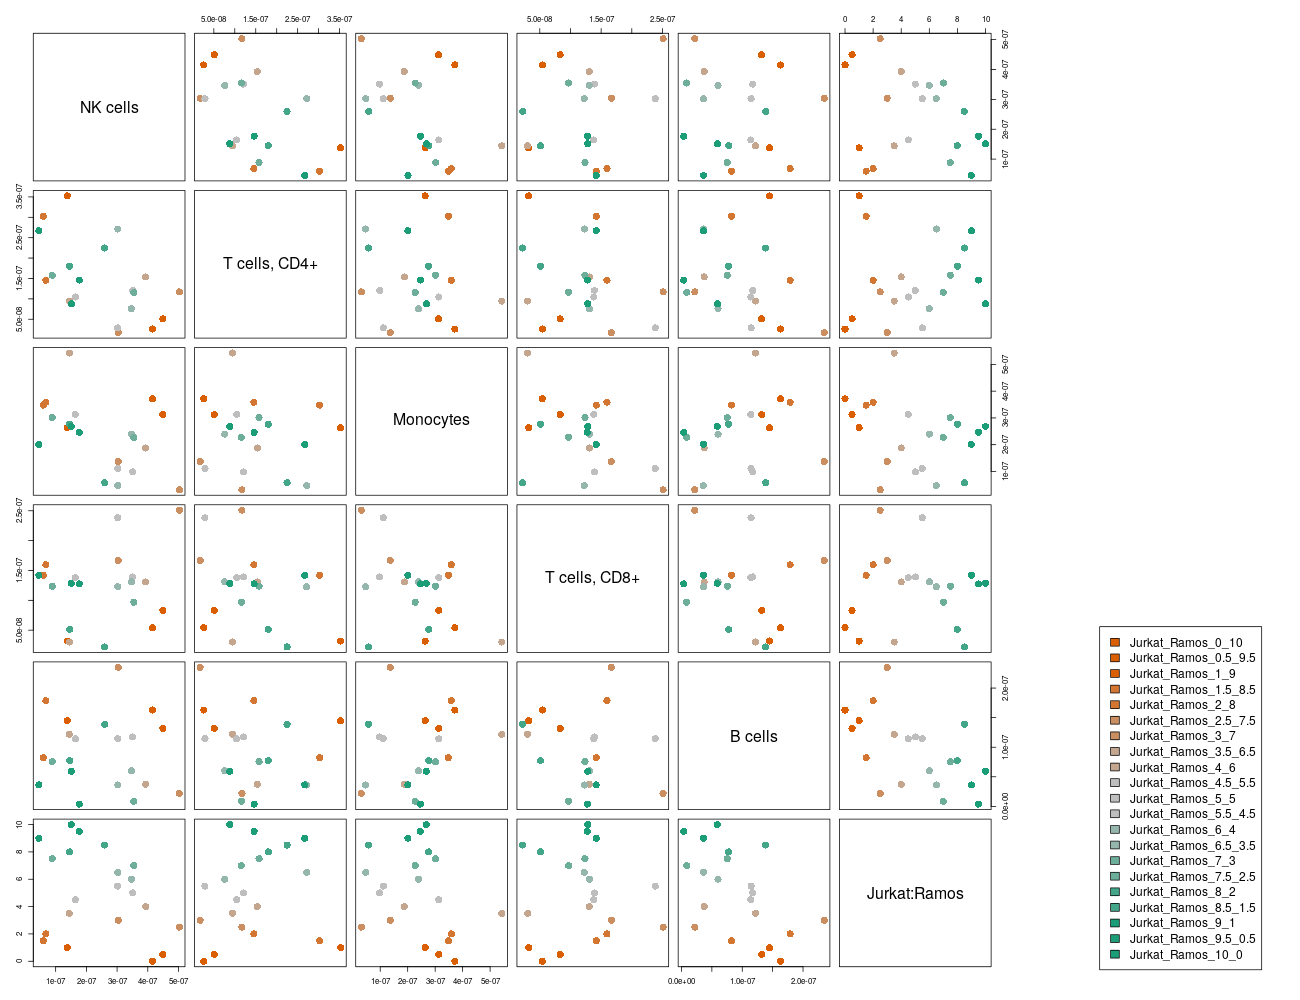 5.0e-08 1.5e-07 2.5e-07 3.5e-07
5.0e-08 1.5e-07 2.5e-07
0 2 4 6 8 10
NK cells
1e-07 2e-07 3e-07 4e-07 5e-07
5.0e-08 1.5e-07 2.5e-07 3.5e-07
T cells, CD4+
Monocytes
1e-07 2e-07 3e-07 4e-07 5e-07
5.0e-08 1.5e-07 2.5e-07
T cells, CD8+
B cells
0.0e+00 1.0e-07 2.0e-07
0 2 4 6 8 10
Jurkat:Ramos
1e-07 2e-07 3e-07 4e-07 5e-07
1e-07 2e-07 3e-07 4e-07 5e-07
0.0e+00 1.0e-07 2.0e-07
Jurkat_Ramos_0_10
Jurkat_Ramos_0.5_9.5
Jurkat_Ramos_1_9
Jurkat_Ramos_1.5_8.5
Jurkat_Ramos_2_8
Jurkat_Ramos_2.5_7.5
Jurkat_Ramos_3_7
Jurkat_Ramos_3.5_6.5
Jurkat_Ramos_4_6
Jurkat_Ramos_4.5_5.5
Jurkat_Ramos_5_5
Jurkat_Ramos_5.5_4.5
Jurkat_Ramos_6_4
Jurkat_Ramos_6.5_3.5
Jurkat_Ramos_7_3
Jurkat_Ramos_7.5_2.5
Jurkat_Ramos_8_2
Jurkat_Ramos_8.5_1.5
Jurkat_Ramos_9_1
Jurkat_Ramos_9.5_0.5
Jurkat_Ramos_10_0